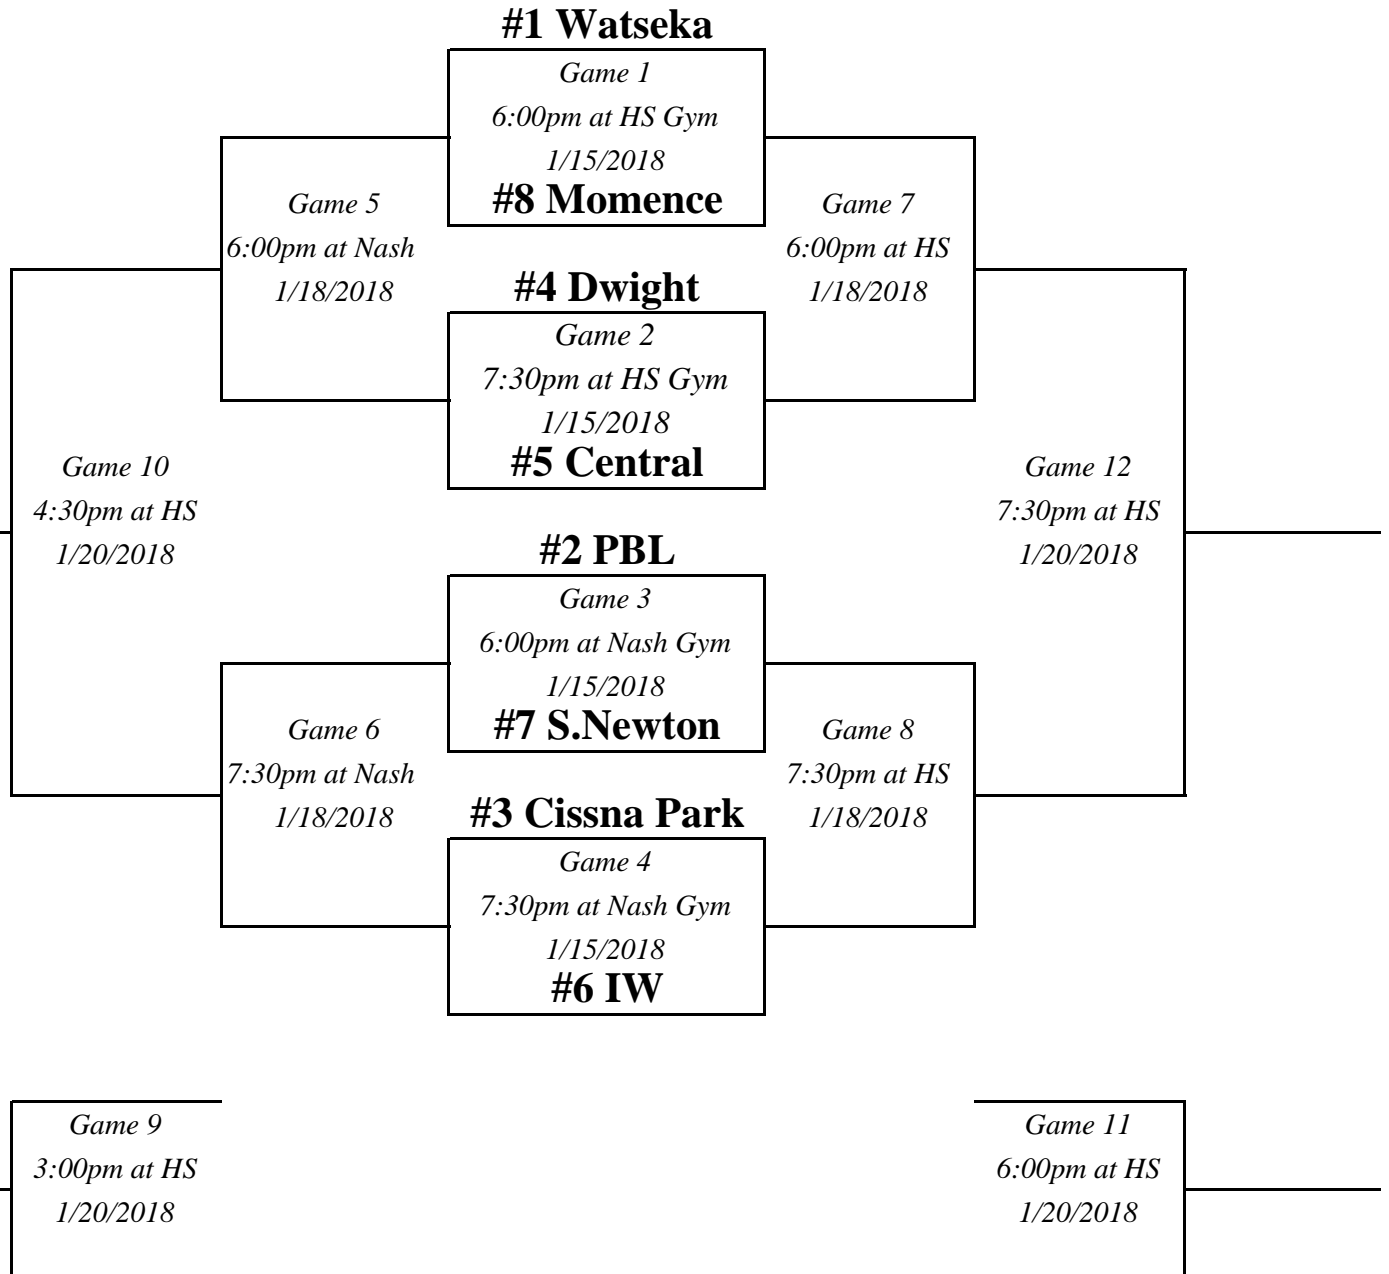 #1 Watseka
Game 1
6:00pm at HS Gym
1/15/2018
#8 Momence
Game 5
6:00pm at Nash
1/18/2018
Game 7
6:00pm at HS
1/18/2018
#4 Dwight
Game 2
7:30pm at HS Gym
1/15/2018
#5 Central
Game 10
4:30pm at HS
1/20/2018
Game 12
7:30pm at HS
1/20/2018
#2 PBL
Game 3
6:00pm at Nash Gym
1/15/2018
#7 S.Newton
Game 6
7:30pm at Nash
1/18/2018
Game 8
7:30pm at HS
1/18/2018
#3 Cissna Park
Game 4
7:30pm at Nash Gym
1/15/2018
#6 IW
Game 9
3:00pm at HS
1/20/2018
Game 11
6:00pm at HS
1/20/2018